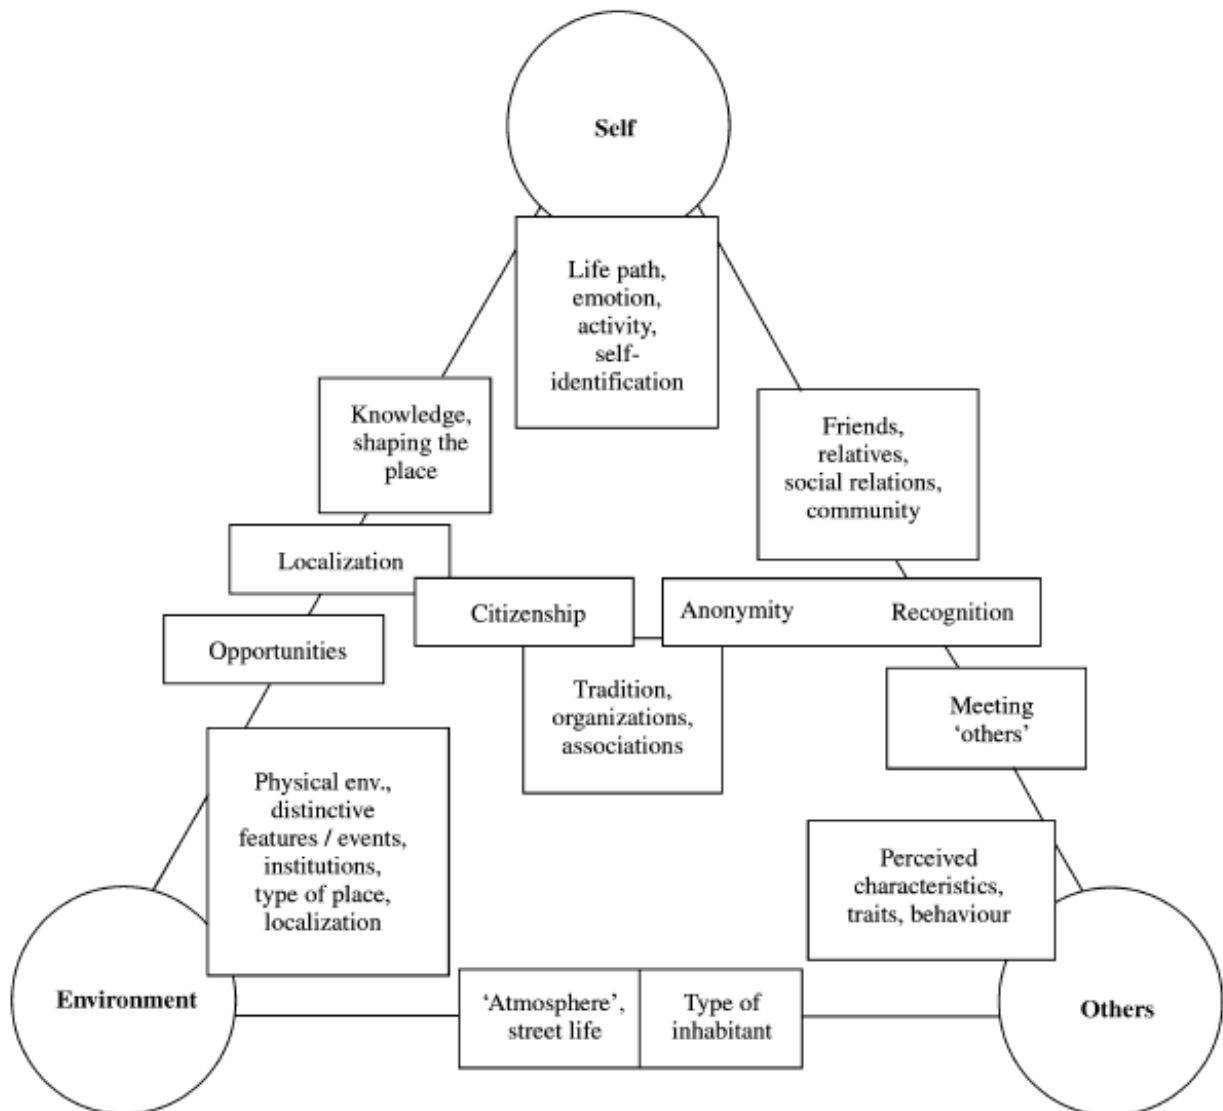 Self
Life path,
emotion,
activity,
self-
identification
Knowledge,
shaping the
place
Friends,
relatives,
social relations,
community
Localization
Citizenship
Anonymity Recognition
Opportunities
Tradition,
organizations,
associations
Meeting
‘others’
Physical env.,
distinctive
features / events,
institutions,
type of place,
localization
Perceived
characteristics,
traits, behaviour
Environment
‘Atmosphere’,
street life
Type of
inhabitant
Others